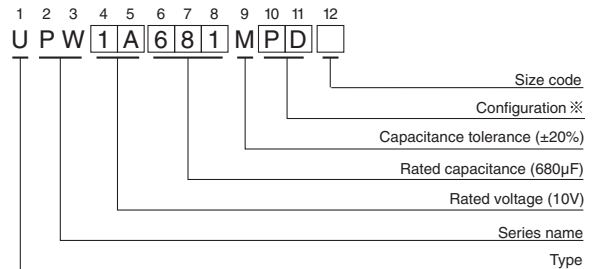 1 2 3 4 5 6 7 8 9 10 11 12
U P W 1 A 6 8 1 M P D
Size code
Configuration ※
Capacitance tolerance (±20%)
Rated capacitance (680µF)
Rated voltage (10V)
Series name
Type